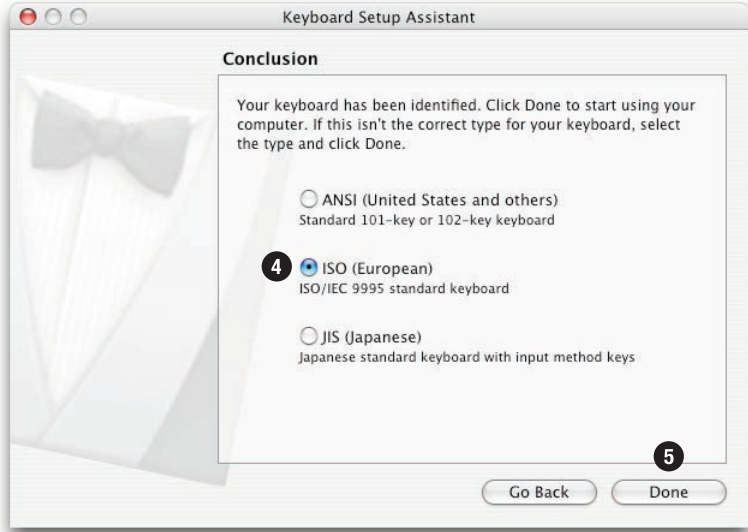 Keyboard Setup Assistant
Conclusion
Your keyboard has been identified. Click Done to start using your
computer. If this isn't the correct type for your keyboard, select
the type and click Done.
ANSI (United States and others)
Standard 101-key or 102-key keyboard
4 ISO (European)
ISO/IEC 9995 standard keyboard
JIS (Japanese)
Japanese standard keyboard with input method keys
5
Go Back Done